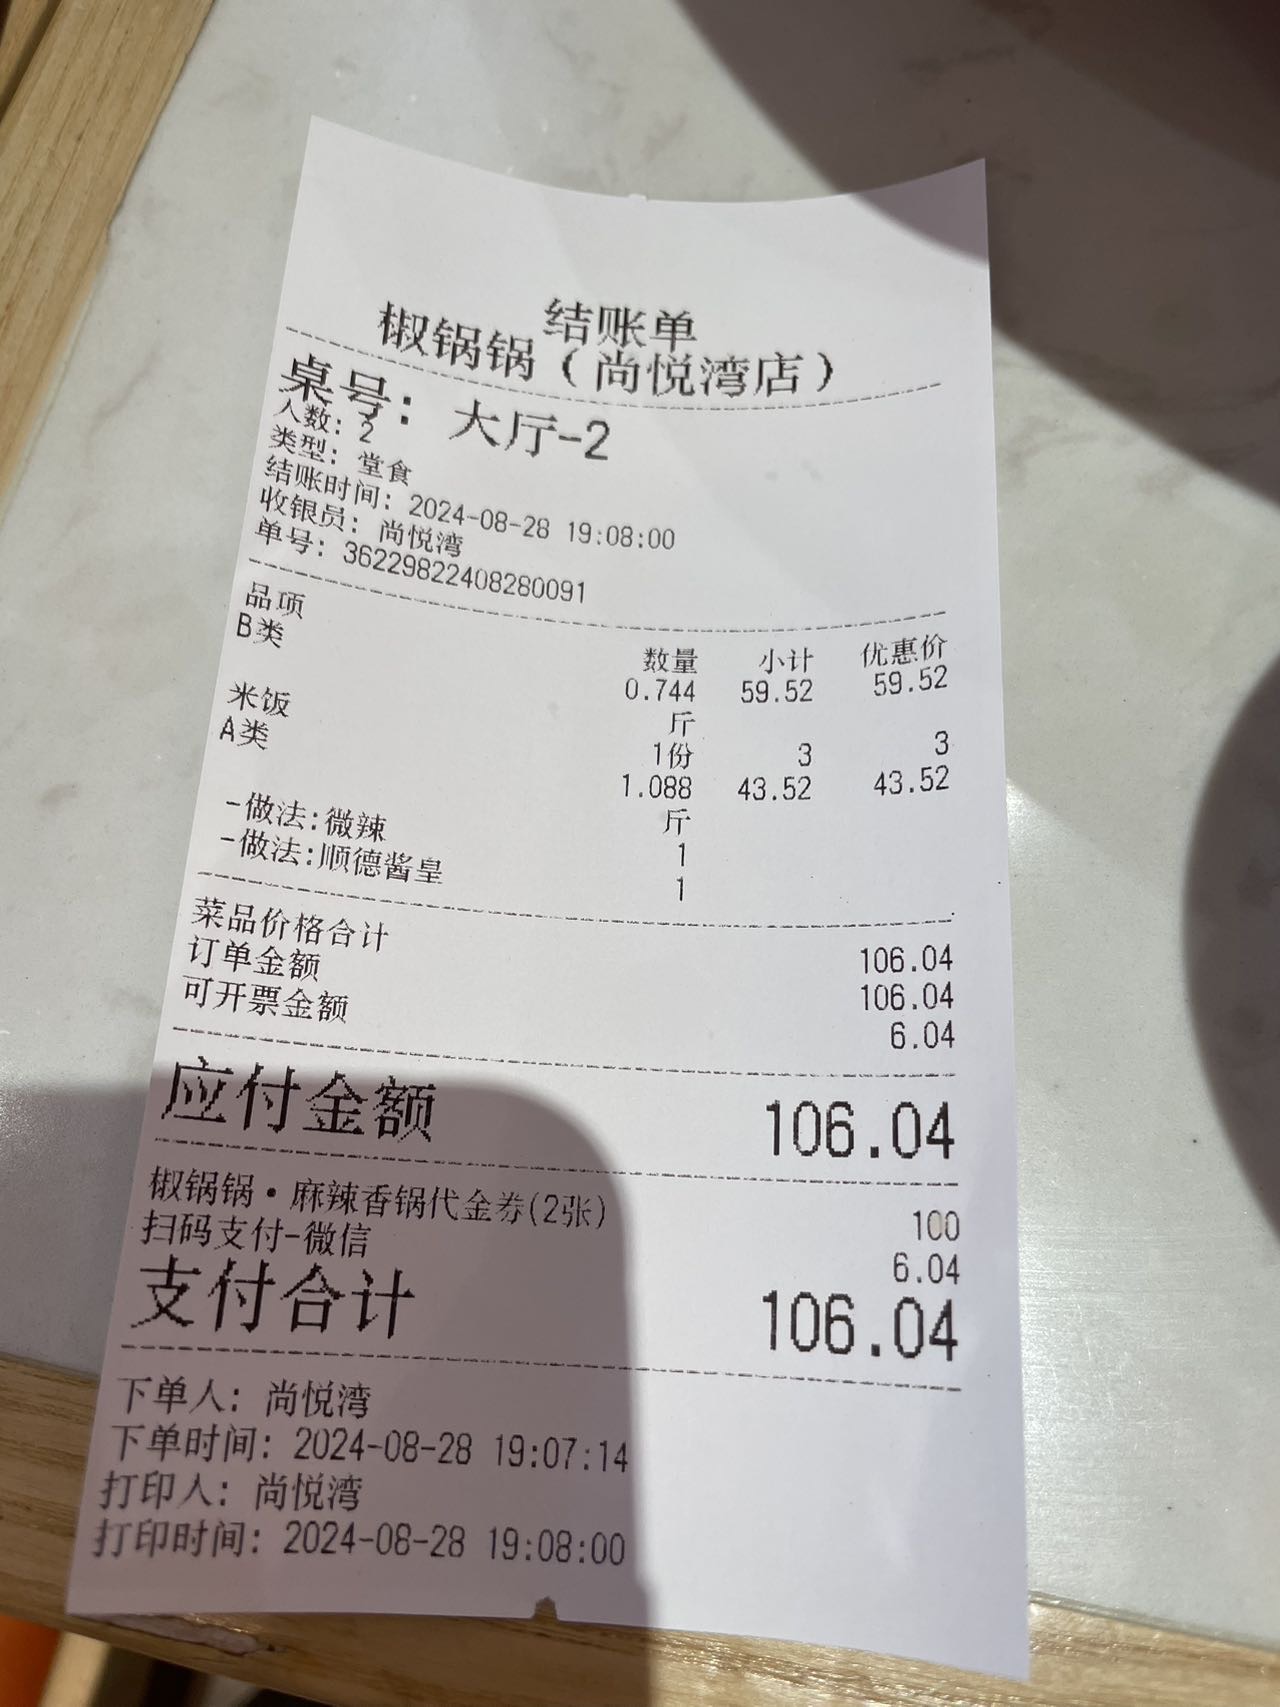 结账单
椒锅锅（尚悦湾店）
桌号：大厅-2
人数：2
类型：堂食
结账时间：2024-08-28 19:08:00
收银员：尚悦湾
单号：36229822408280091
品项 数量 小计 优惠价
B类 0.744 59.52 59.52
斤
米饭 1份 3 3
A类 1.088 43.52 43.52
斤
-做法:微辣 1
-做法:顺德酱皇 1
菜品价格合计 106.04
订单金额 106.04
可开票金额 6.04
应付金额 106.04
椒锅锅·麻辣香锅代金券(2张) 100
扫码支付-微信 6.04
支付合计 106.04
下单人：尚悦湾
下单时间：2024-08-28 19:07:14
打印人：尚悦湾
打印时间：2024-08-28 19:08:00